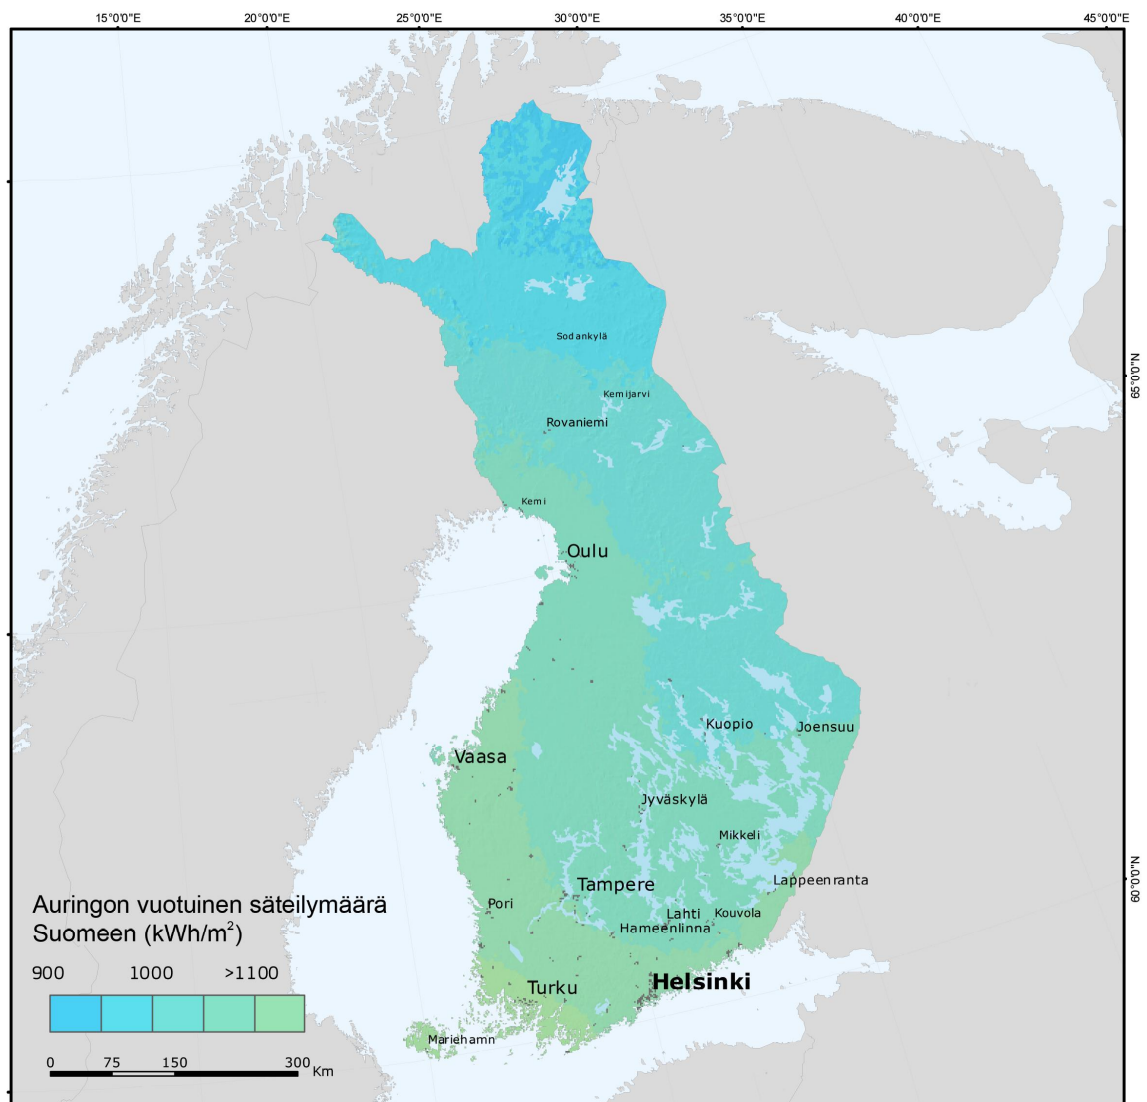 15°0'0"E 20°0'0"E 25°0'0"E 30°0'0"E 35°0'0"E 40°0'0"E 45°0'0"E
Sodankylä
65°0'0"N
Kemijarvi
Rovaniemi
Kemi
Oulu
Kuopio
Joensuu
Vaasa
Jyväskylä
Mikkeli
Lappeenranta
60°0'0"N
Tampere
Pori
Lahti
Kouvola
Hameenlinna
Helsinki
Turku
Mariehamn
Auringon vuotuinen säteilymäärä
Suomeen (kWh/m²)
900 1000 >1100
0 75 150 300 Km